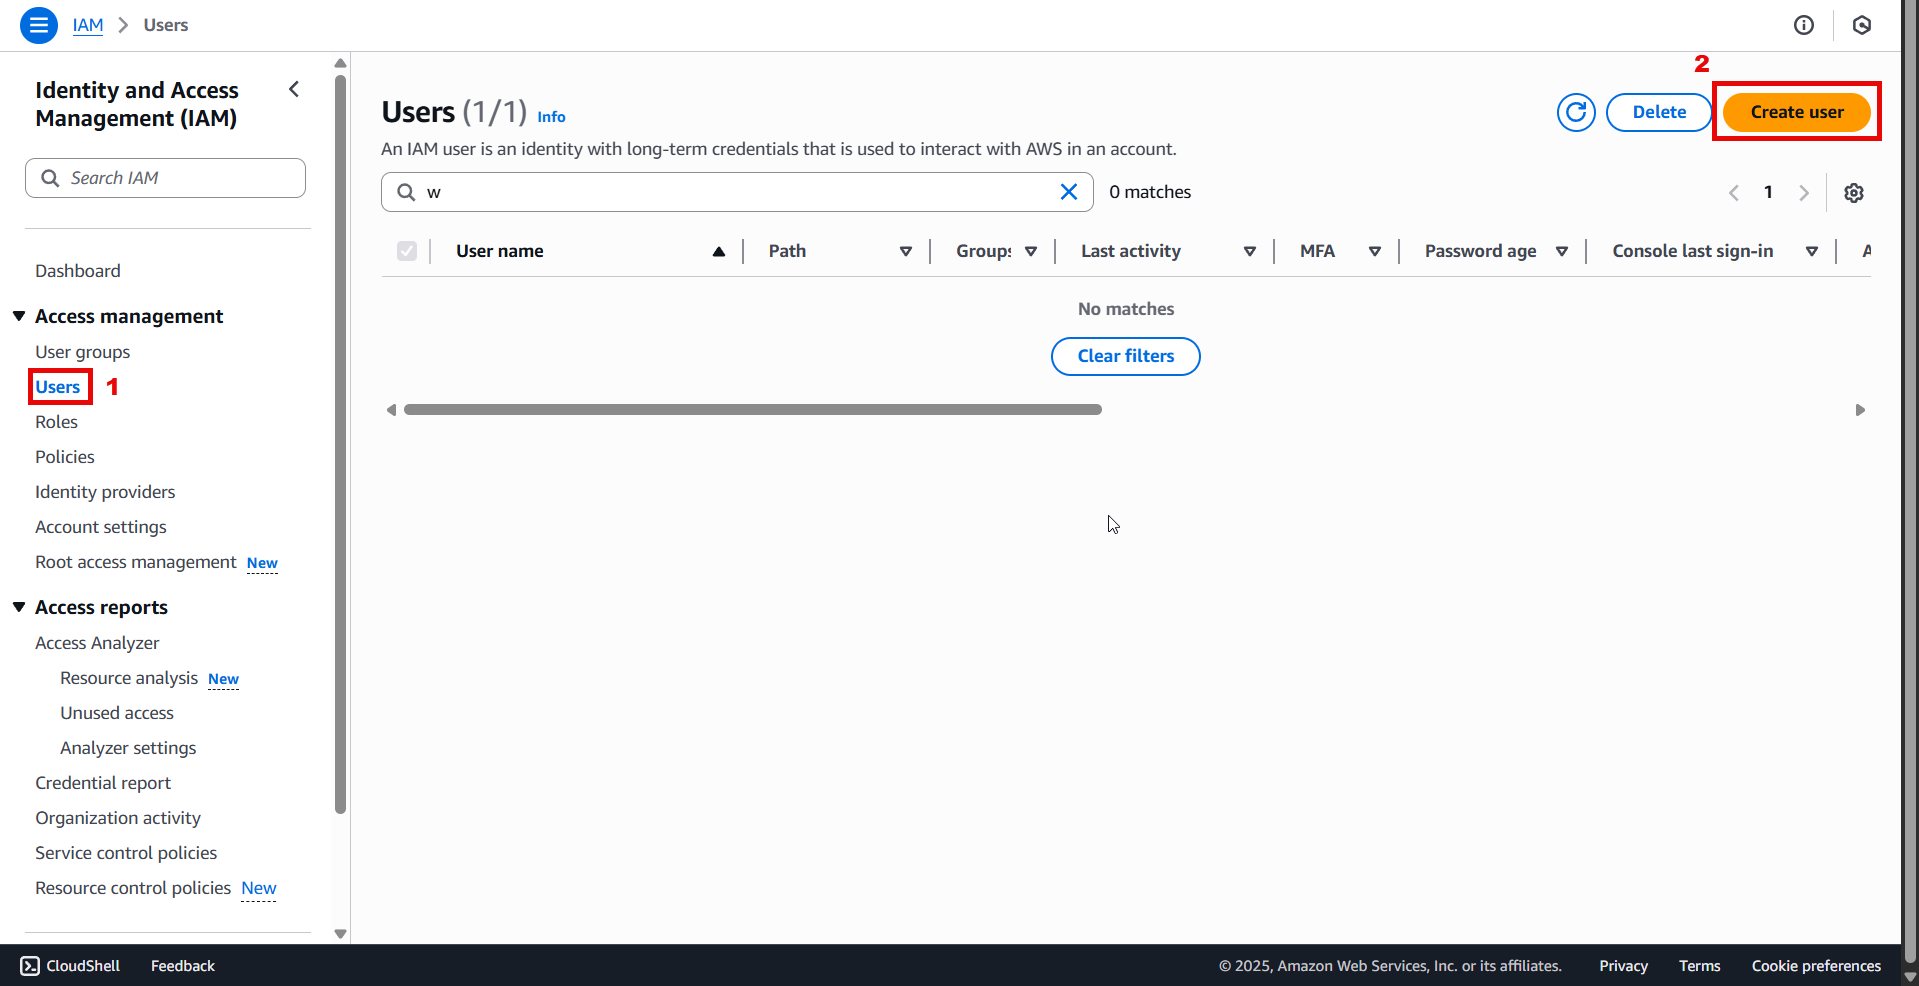 IAM > Users
Identity and Access
Management (IAM)
Search IAM
Dashboard
Access management
User groups
Users 1
Roles
Policies
Identity providers
Account settings
Root access management New
Access reports
Access Analyzer
Resource analysis New
Unused access
Analyzer settings
Credential report
Organization activity
Service control policies
Resource control policies New
2
Users (1/1) Info
Delete
Create user
An IAM user is an identity with long-term credentials that is used to interact with AWS in an account.
w
0 matches
1
User name Path Groups Last activity MFA Password age Console last sign-in A
No matches
Clear filters
CloudShell Feedback © 2025, Amazon Web Services, Inc. or its affiliates. Privacy Terms Cookie preferences